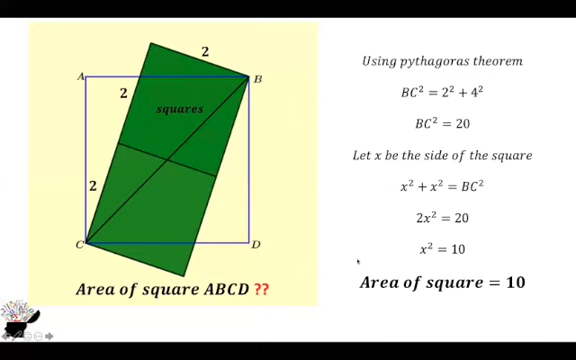 2
A
B
2
squares
2
C
D
Area of square ABCD ??
Using pythagoras theorem
BC² = 2² + 4²
BC² = 20
Let x be the side of the square
x² + x² = BC²
2x² = 20
x² = 10
Area of square = 10